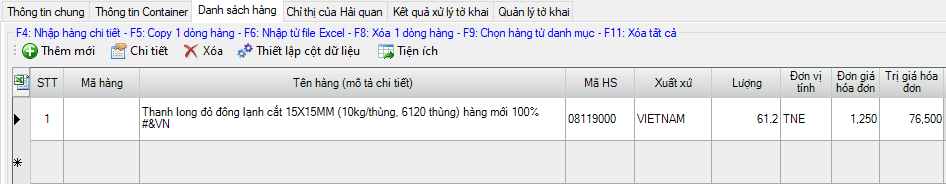 Thông tin chung Thông tin Container Danh sách hàng Chỉ thị của Hải quan Kết quả xử lý tờ khai Quản lý tờ khai
F4: Nhập hàng chi tiết - F5: Copy 1 dòng hàng - F6: Nhập từ file Excel - F8: Xóa 1 dòng hàng - F9: Chọn hàng từ danh mục - F11: Xóa tất cả
Thêm mới Chi tiết Xóa Thiết lập cột dữ liệu Tiện ích
STT Mã hàng Tên hàng (mô tả chi tiết) Mã HS Xuất xứ Lượng Đơn vị tính Đơn giá hóa đơn Trị giá hóa đơn
1 Thanh long đỏ đông lạnh cắt 15X15MM (10kg/thùng, 6120 thùng) hàng mới 100% 08119000 VIETNAM 61.2 TNE 1,250 76,500
#&VN